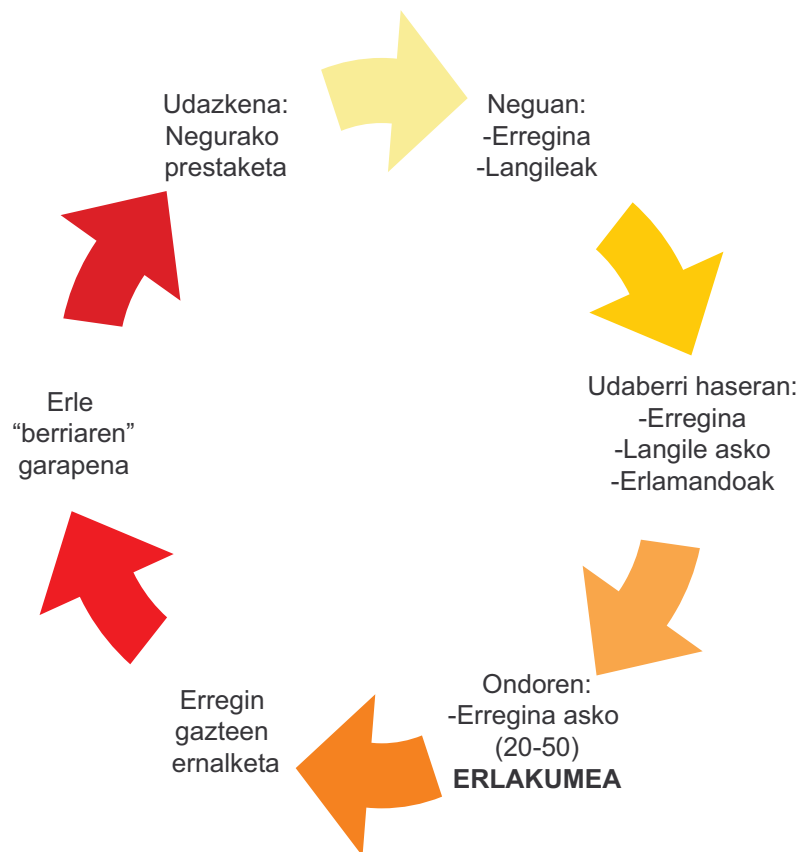 Udazkena:
Negurako
prestaketa
Neguan:
-Erregina
-Langileak
Udaberri haseran:
-Erregina
-Langile asko
-Erlamandoak
Ondoren:
-Erregina asko
(20-50)
ERLAKUMEA
Erregin
gazteen
ernalketa
Erle
“berriaren”
garapena